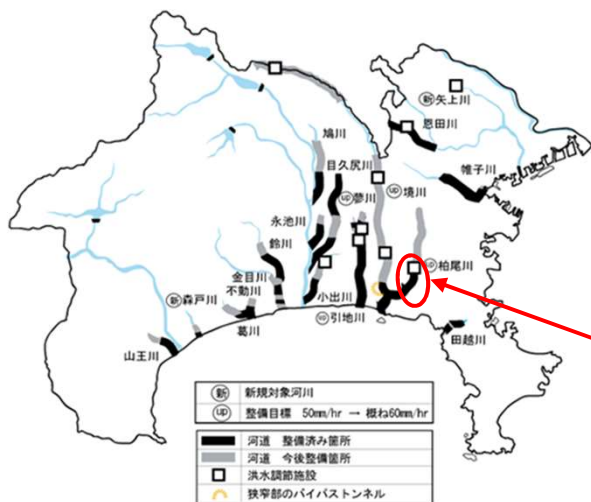 新 矢上川
恩田川
鳩川
目久尻川
帷子川
up 蓼川
up 境川
永池川
鈴川
up 柏尾川
金目川
不動川
新 森戸川
小出川
葛川
up 引地川
田越川
山王川
新 新規対象河川
up 整備目標 50mm/hr → 概ね60mm/hr
河道 整備済み箇所
河道 今後整備箇所
洪水調節施設
狭窄部のバイパストンネル